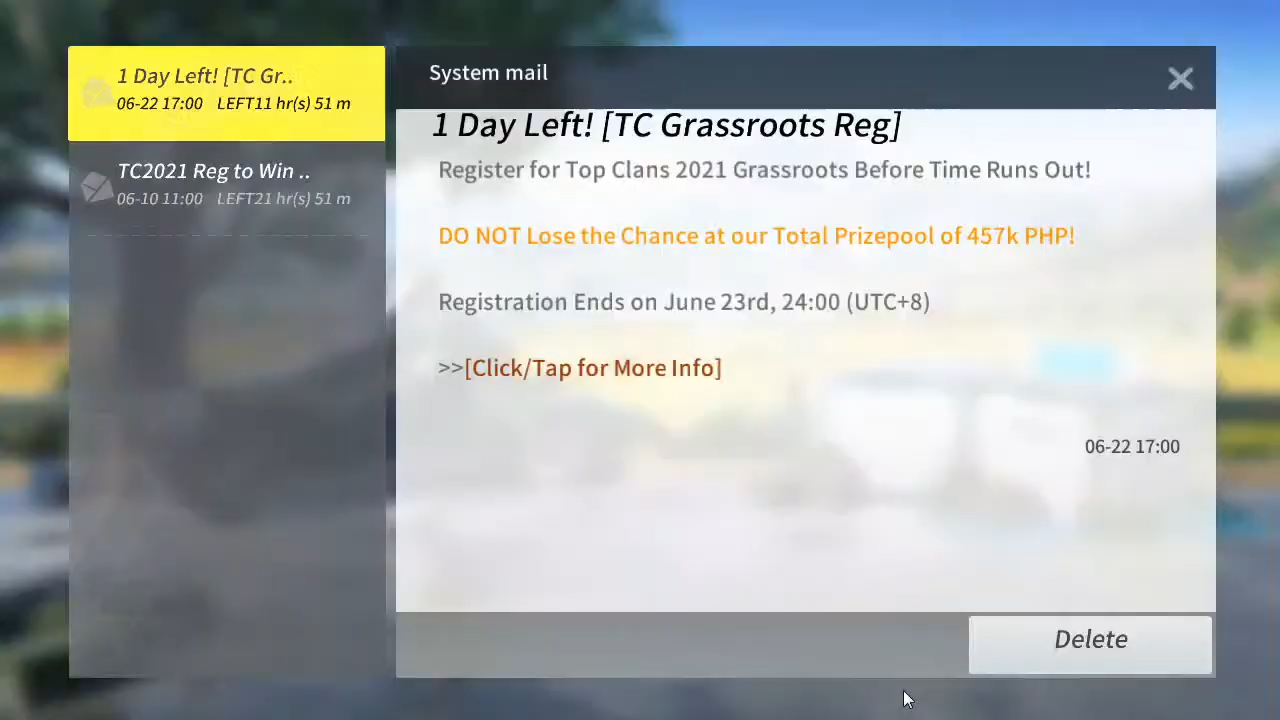 1 Day Left! [TC Gr..
06-22 17:00 LEFT11 hr(s) 51 m
TC2021 Reg to Win ..
06-10 11:00 LEFT21 hr(s) 51 m
System mail
1 Day Left! [TC Grassroots Reg]
Register for Top Clans 2021 Grassroots Before Time Runs Out!
DO NOT Lose the Chance at our Total Prizepool of 457k PHP!
Registration Ends on June 23rd, 24:00 (UTC+8)
>>[Click/Tap for More Info]
06-22 17:00
Delete